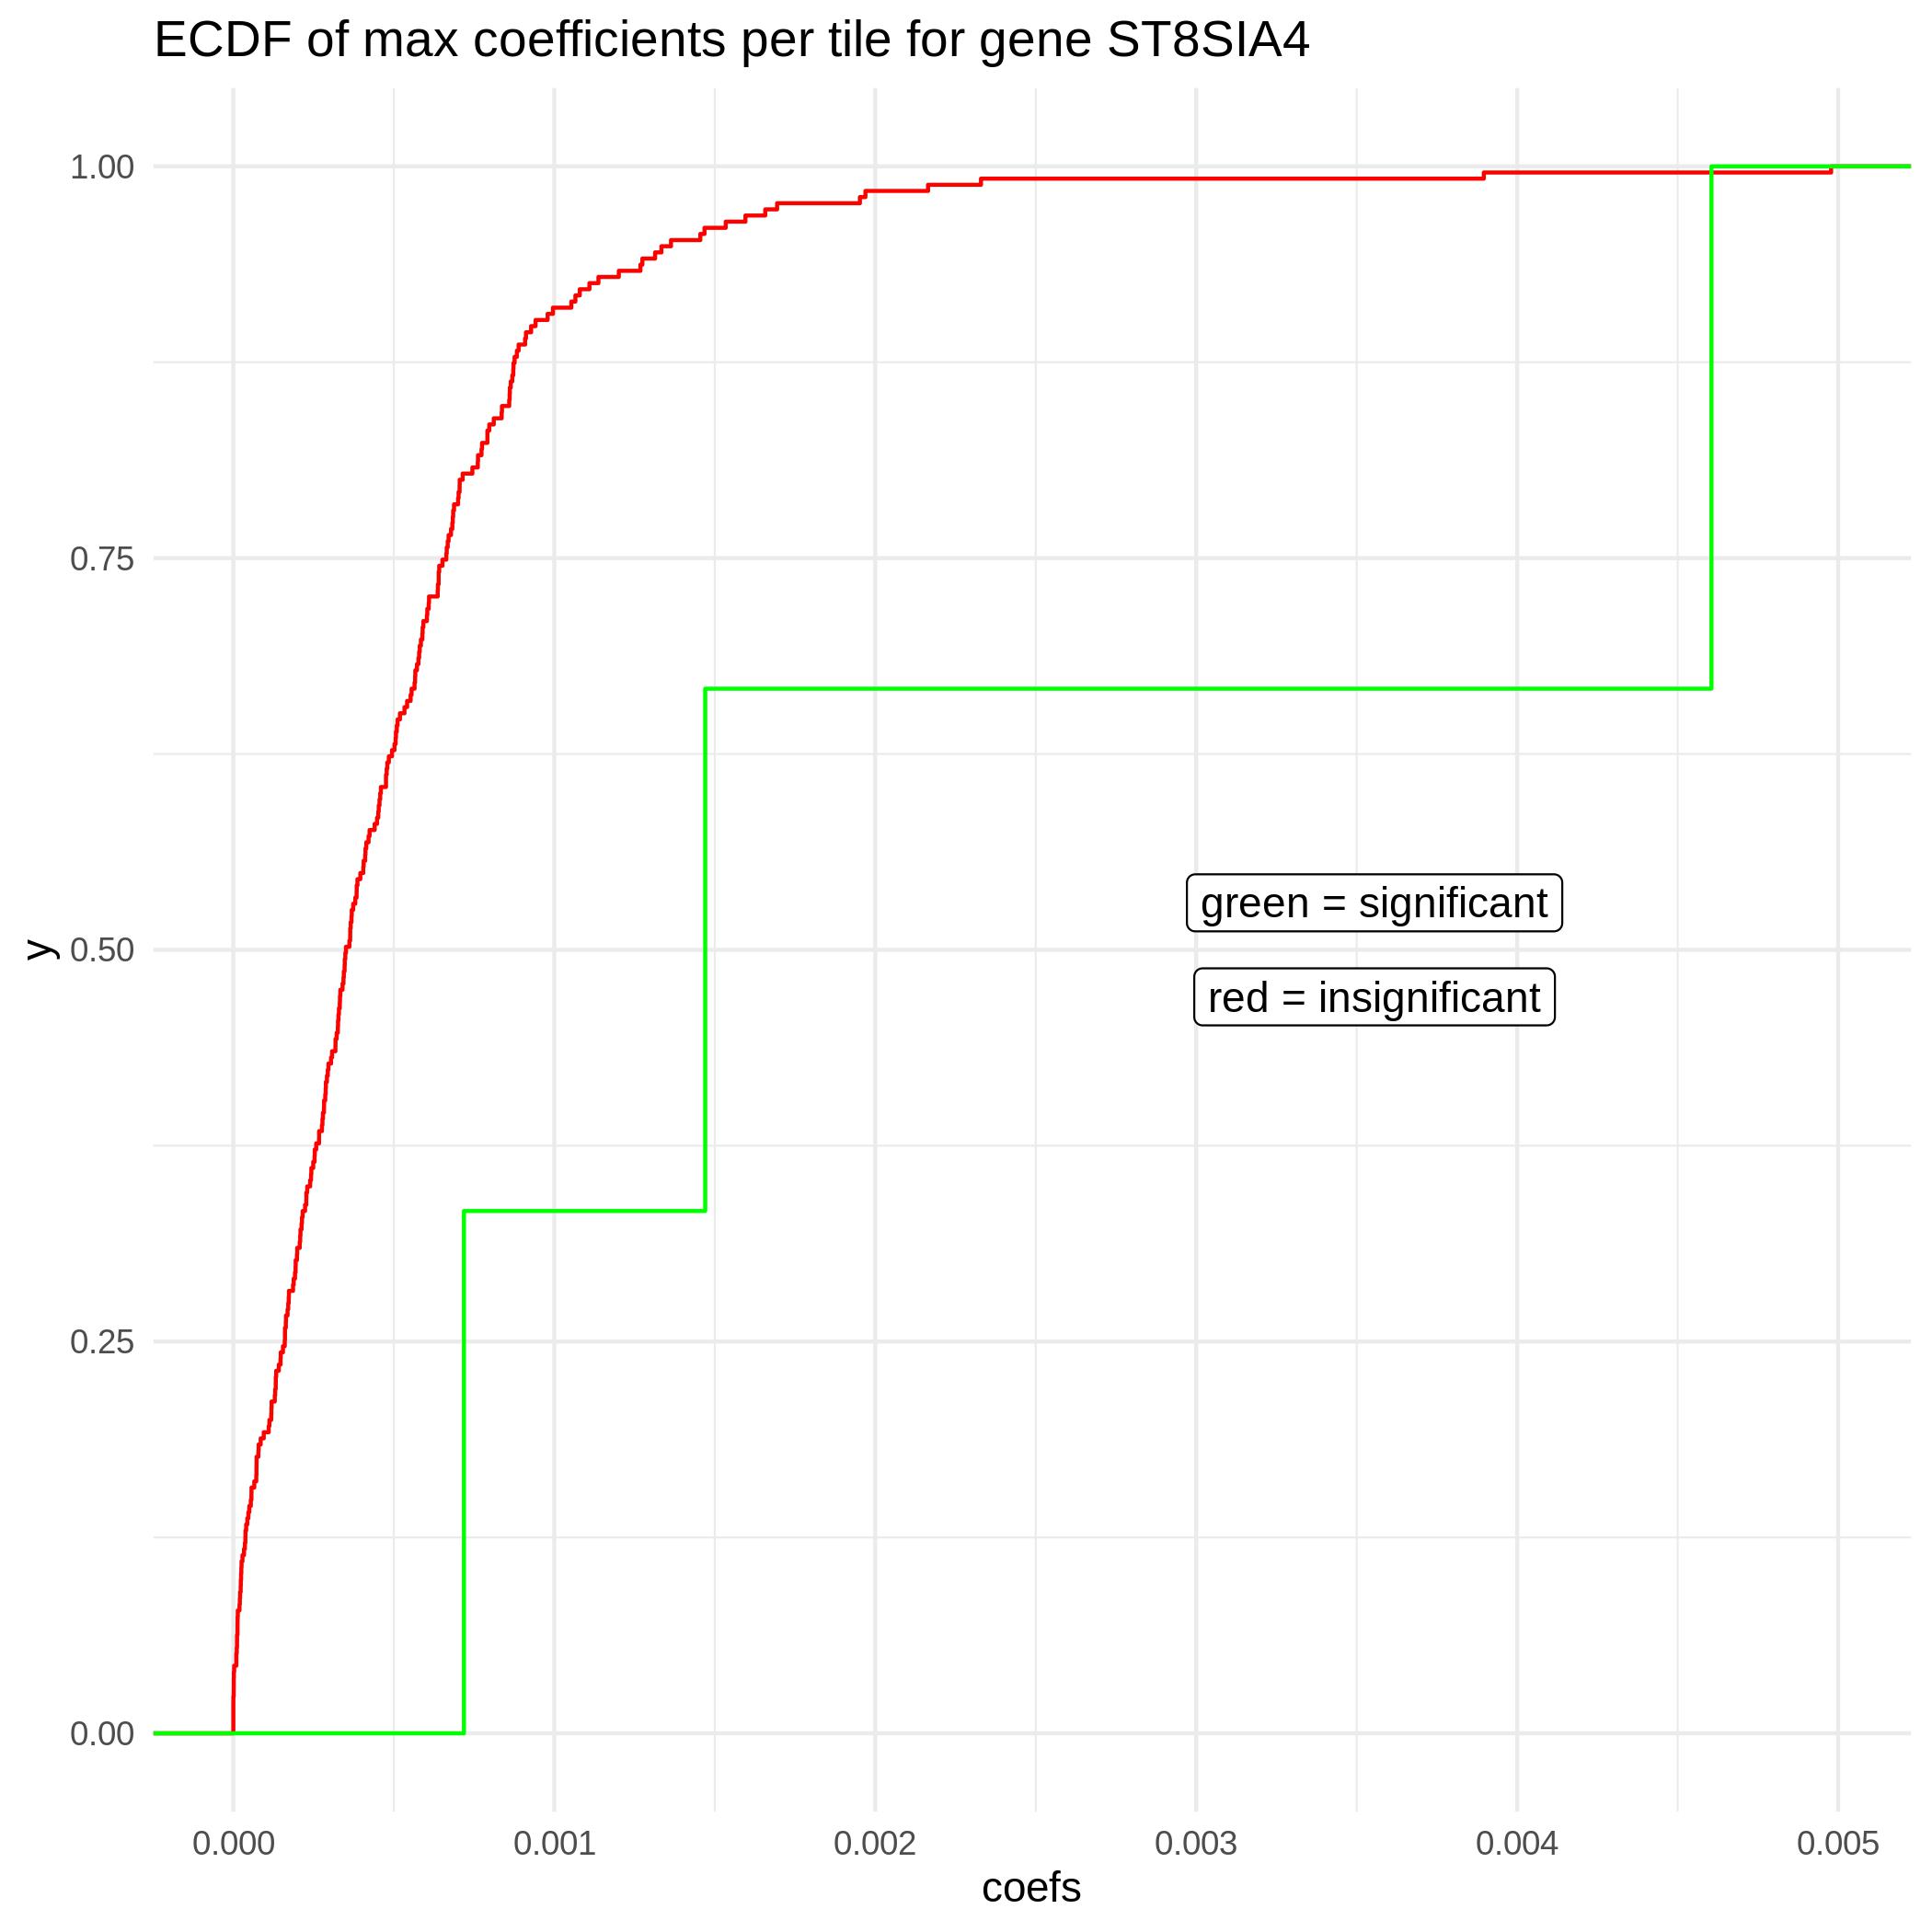 ECDF of max coefficients per tile for gene ST8SIA4
1.00
0.75
0.50
0.25
0.00
y
green = significant
red = insignificant
0.000 0.001 0.002 0.003 0.004 0.005
coefs